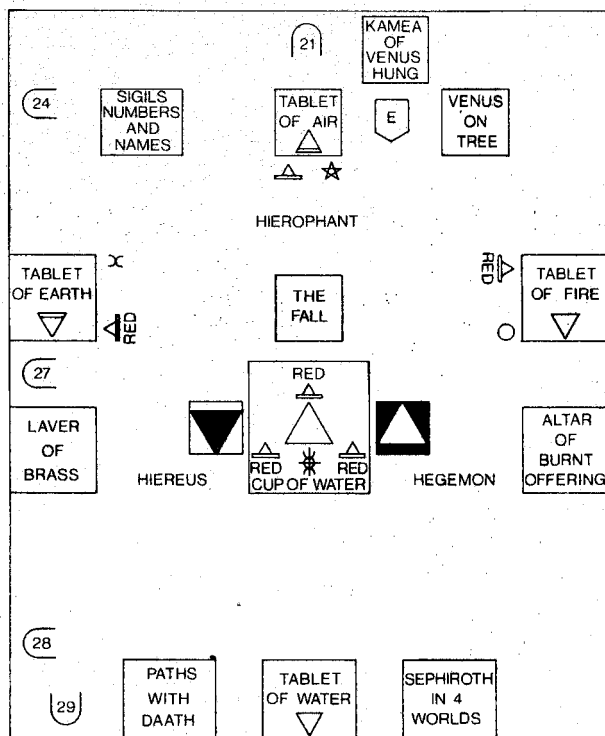 21
KAMEA
OF
VENUS
HUNG
24
SIGILS
NUMBERS
AND
NAMES
TABLET
OF AIR
E
VENUS
ON
TREE
HIEROPHANT
TABLET
OF EARTH
RED
THE
FALL
RED
TABLET
OF FIRE
27
LAVER
OF
BRASS
HIEREUS
RED
RED
RED
CUP OF WATER
HEGEMON
ALTAR
OF
BURNT
OFFERING
28
29
PATHS
WITH
DAATH
TABLET
OF WATER
SEPHIROTH
IN 4
WORLDS